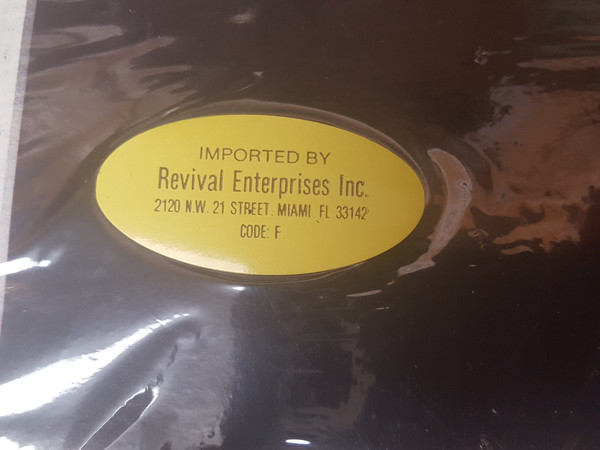 IMPORTED BY
Revival Enterprises Inc.
2120 N.W. 21 STREET. MIAMI, FL 33142
CODE: F